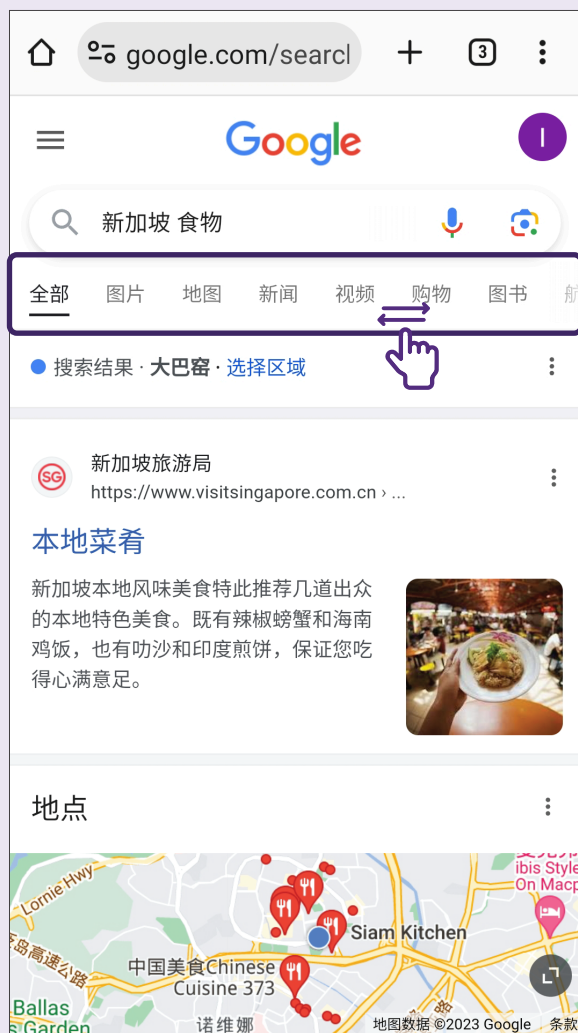 google.com/search
3
Google
I
新加坡 食物
全部 图片 地图 新闻 视频 购物 图书
搜索结果 · 大巴窑 · 选择区域
SG
新加坡旅游局
https://www.visitsingapore.com.cn › ...
本地菜肴
新加坡本地风味美食特此推荐几道出众
的本地特色美食。既有辣椒螃蟹和海南
鸡饭，也有叻沙和印度煎饼，保证您吃
得心满意足。
地点
ibis Style
On Macp
Lornie Hwy
Siam Kitchen
岛高速公路
中国美食Chinese
Cuisine 373
Ballas
s Garden
诺维娜
路
地图数据 ©2023 Google
条款